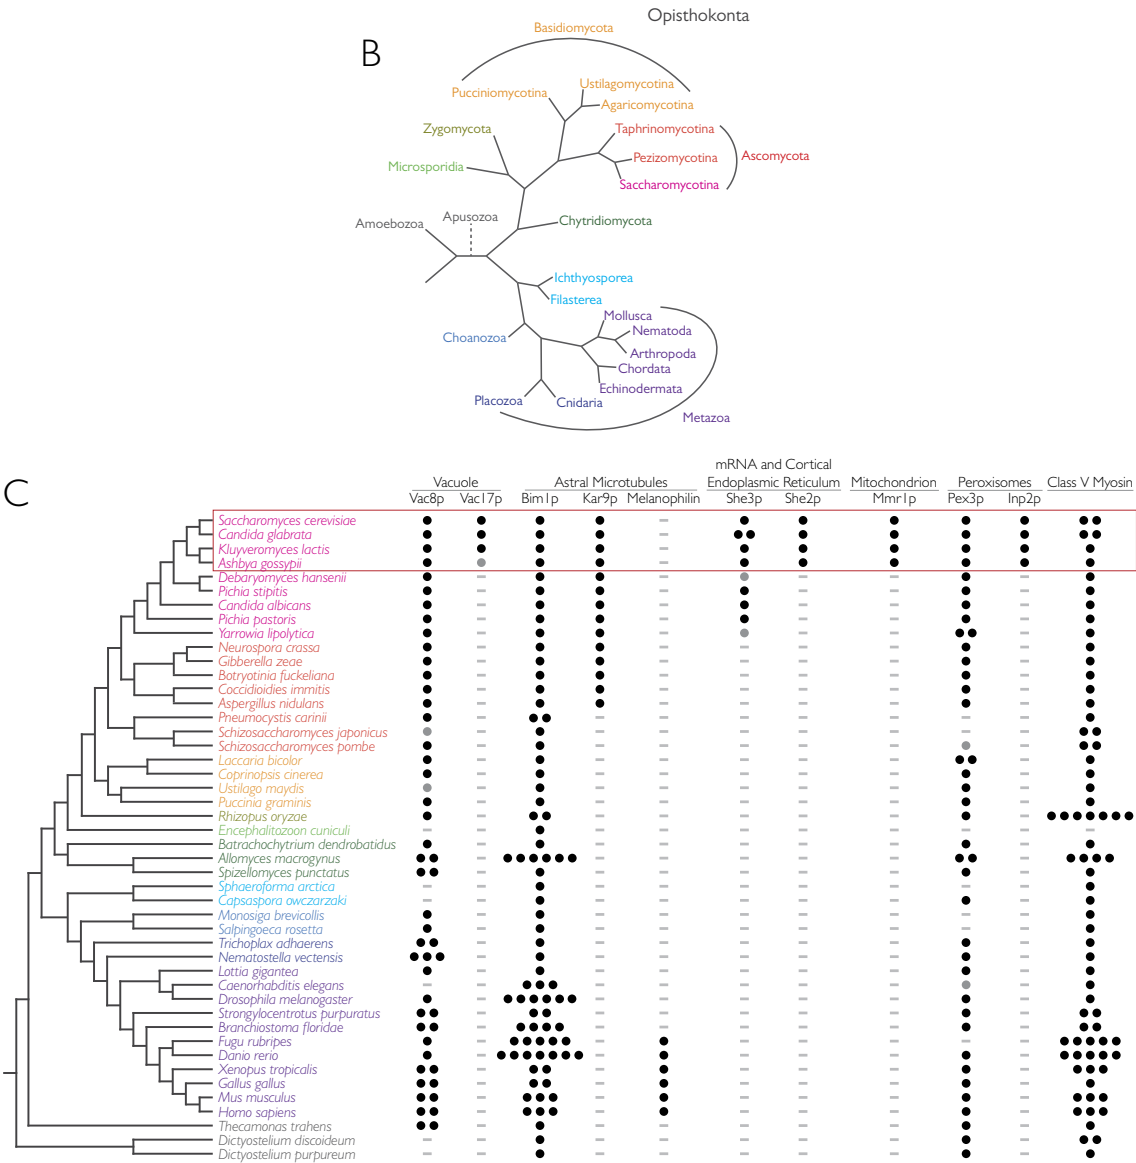 Opisthokonta
Basidiomycota
B
Ustilagomycotina
Pucciniomycotina
Agaricomycotina
Zygomycota
Taphrinomycotina
Pezizomycotina
Ascomycota
Microsporidia
Saccharomycotina
Apusozoa
Amoebozoa
Chytridiomycota
Ichthyosporea
Filasterea
Mollusca
Nematoda
Choanozoa
Arthropoda
Chordata
Echinodermata
Placozoa
Cnidaria
Metazoa
C
mRNA and Cortical
Vacuole Astral Microtubules Endoplasmic Reticulum Mitochondrion Peroxisomes Class V Myosin
Vac8p Vac17p Bim1p Kar9p Melanophilin She3p She2p Mmr1p Pex3p Inp2p
Saccharomyces cerevisiae
Candida glabrata
Kluyveromyces lactis
Ashbya gossypii
Debaryomyces hansenii
Pichia stipitis
Candida albicans
Pichia pastoris
Yarrowia lipolytica
Neurospora crassa
Gibberella zeae
Botryotinia fuckeliana
Coccidioidies immitis
Aspergillus nidulans
Pneumocystis carinii
Schizosaccharomyces japonicus
Schizosaccharomyces pombe
Laccaria bicolor
Coprinopsis cinerea
Ustilago maydis
Puccinia graminis
Rhizopus oryzae
Encephalitozoon cuniculi
Batrachochytrium dendrobatidus
Allomyces macrogynus
Spizellomyces punctatus
Sphaeroforma arctica
Capsaspora owczarzaki
Monosiga brevicollis
Salpingoeca rosetta
Trichoplax adhaerens
Nematostella vectensis
Lottia gigantea
Caenorhabditis elegans
Drosophila melanogaster
Strongylocentrotus purpuratus
Branchiostoma floridae
Fugu rubripes
Danio rerio
Xenopus tropicalis
Gallus gallus
Mus musculus
Homo sapiens
Thecamonas trahens
Dictyostelium discoideum
Dictyostelium purpureum